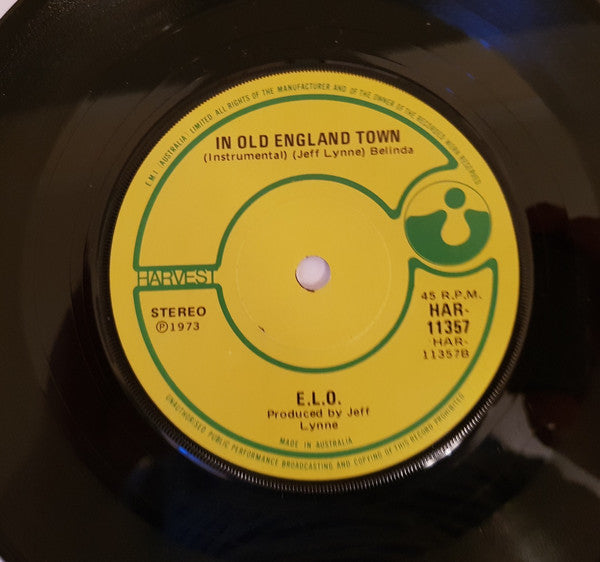 E.M.I. (AUSTRALIA) LIMITED ALL RIGHTS OF THE MANUFACTURER AND OF THE OWNER OF THE RECORDED WORK RESERVED
IN OLD ENGLAND TOWN
(Instrumental) (Jeff Lynne) Belinda
HARVEST
STEREO
Ⓟ1973
45 R.P.M.
HAR-
11357
HAR-
11357B
E.L.O.
Produced by Jeff
Lynne
MADE IN AUSTRALIA
UNAUTHORISED PUBLIC PERFORMANCE BROADCASTING AND COPYING OF THIS RECORD PROHIBITED